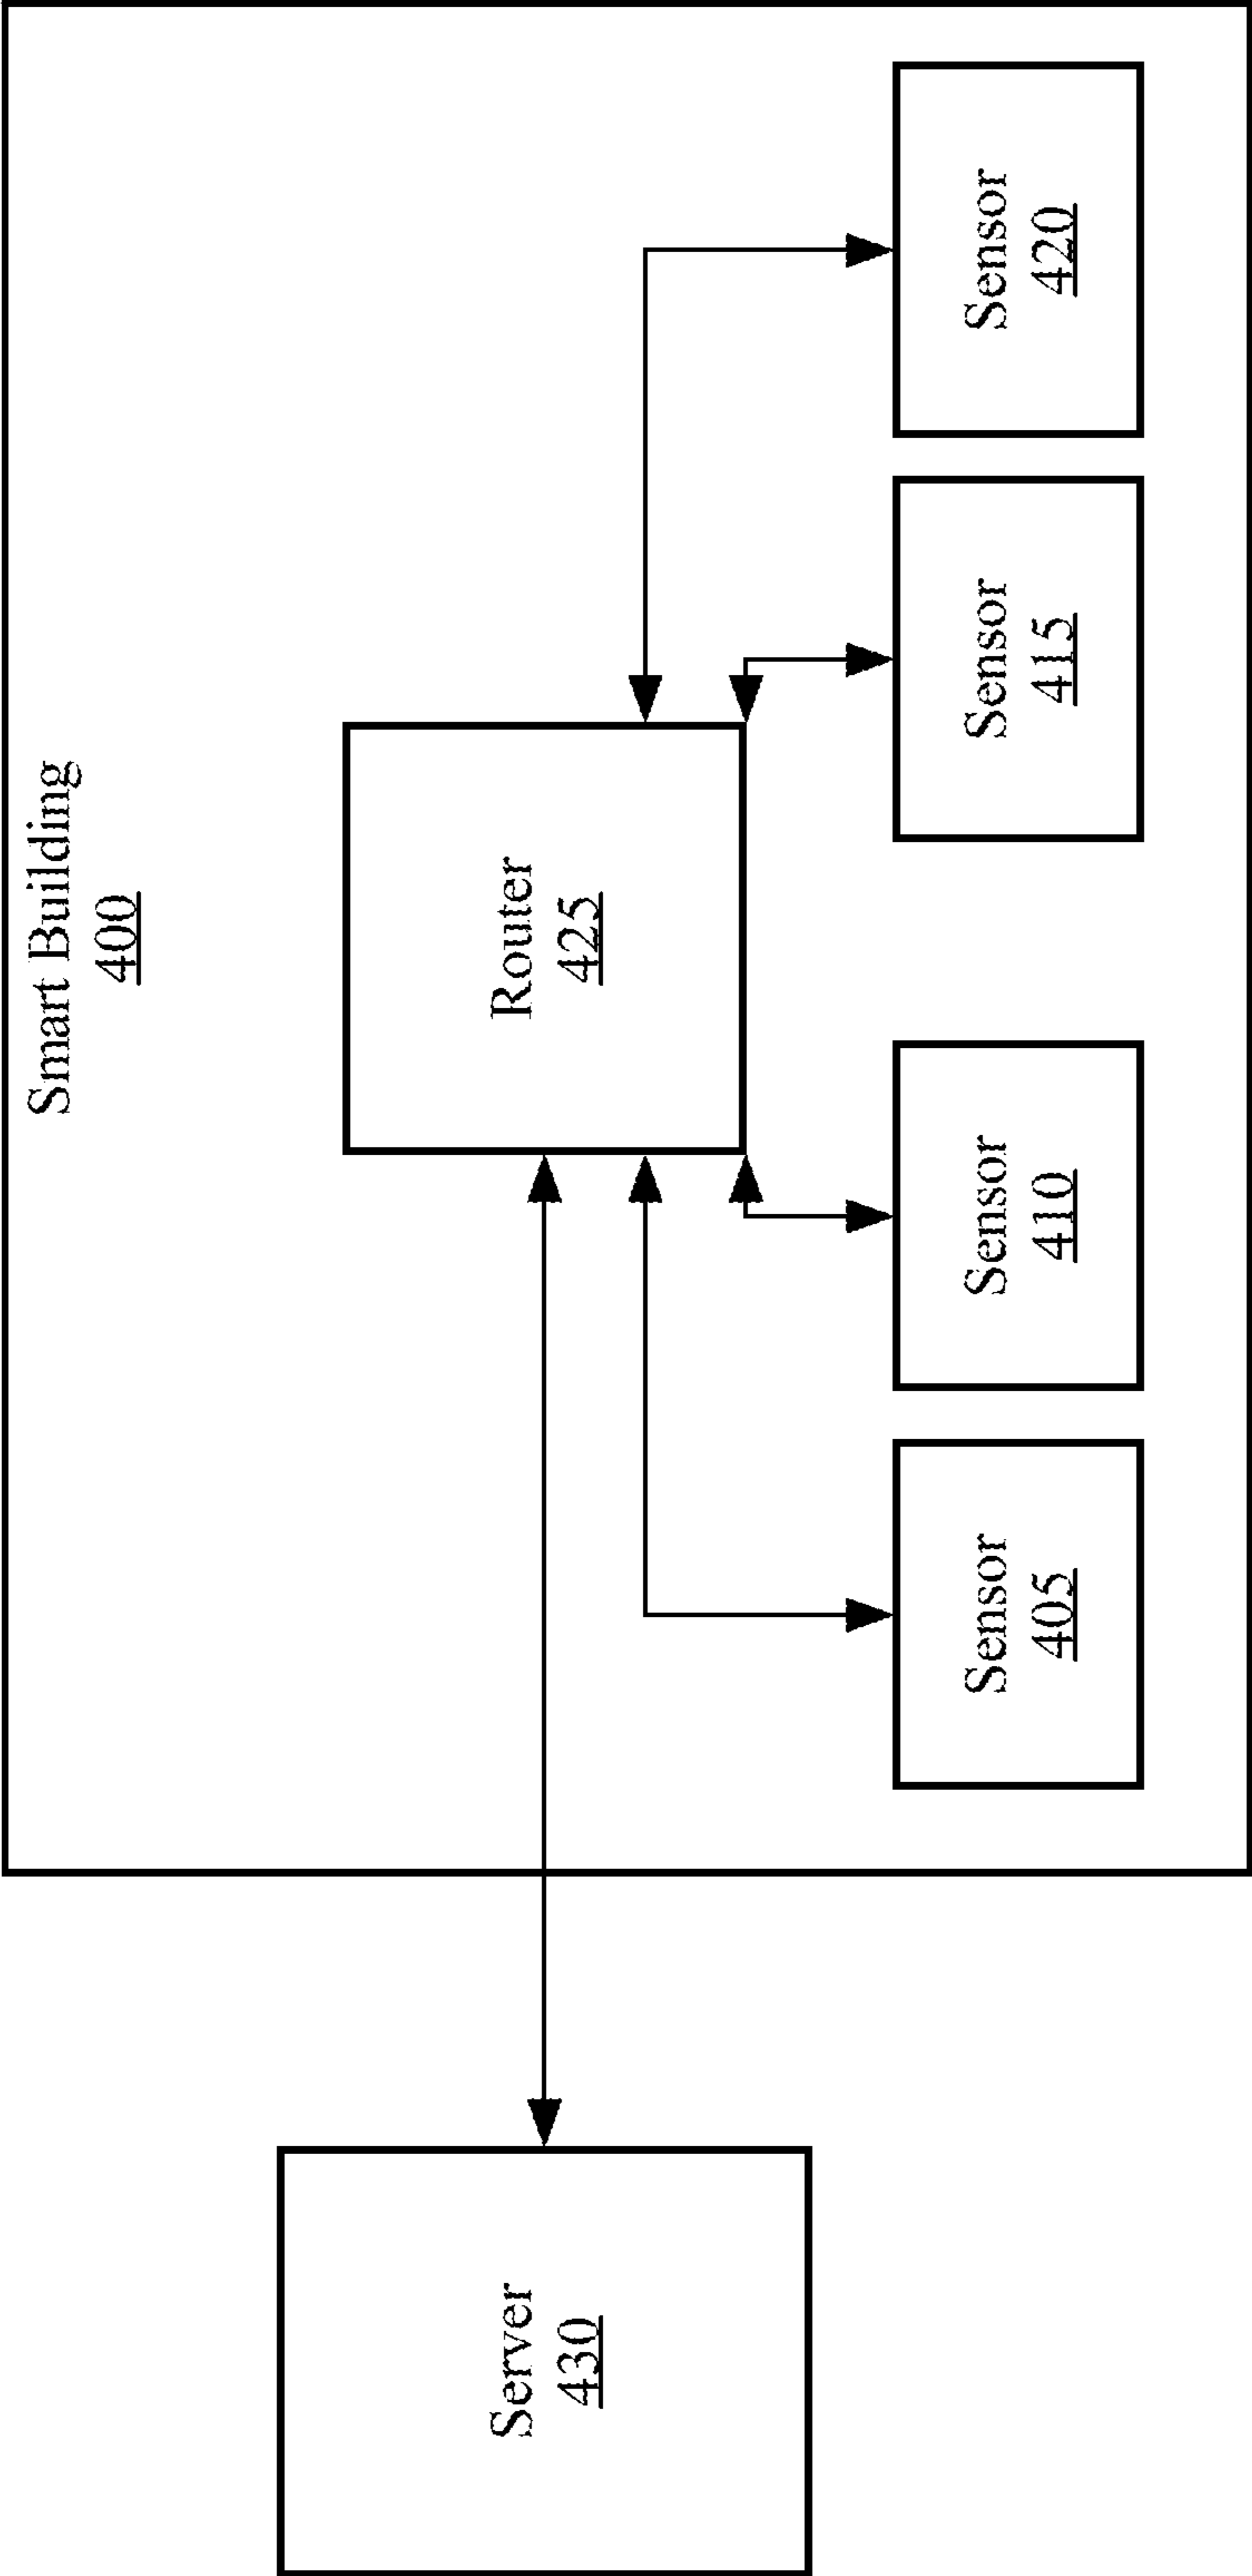 Smart Building
400
Server
430
Router
425
Sensor
405
Sensor
410
Sensor
415
Sensor
420